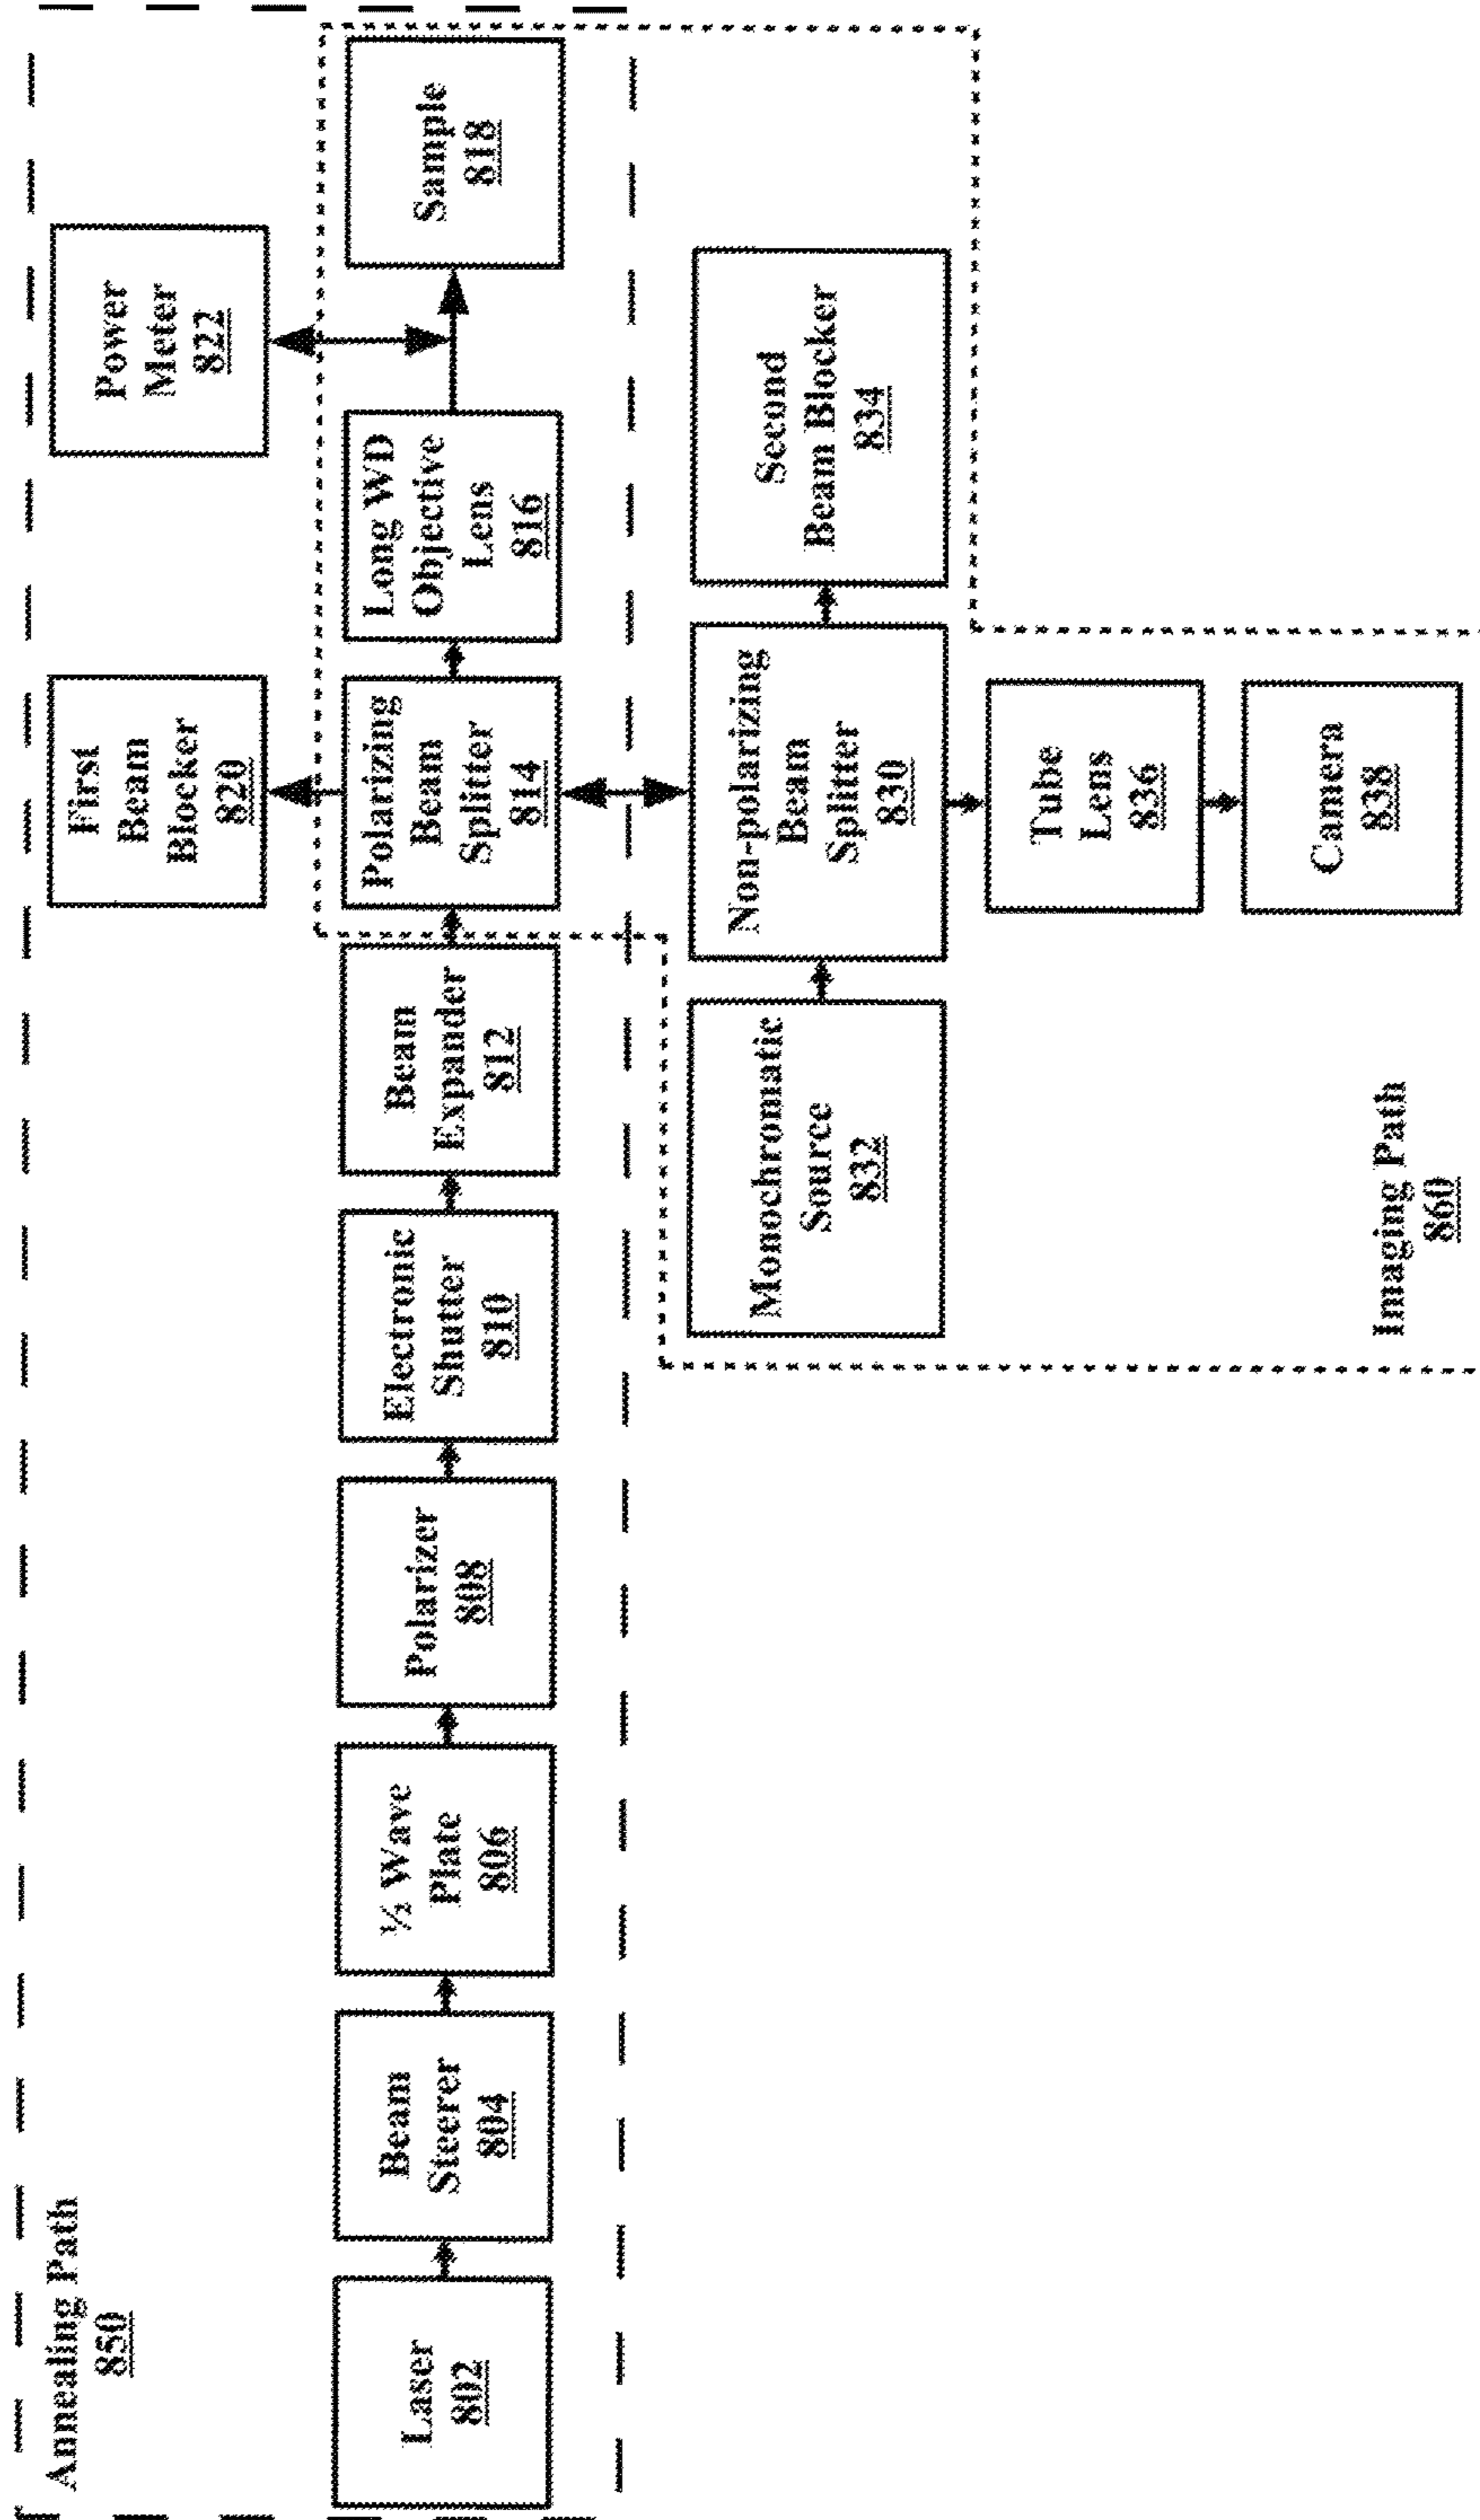 Annealing Path
850
First
Beam
Blocker
820
Power
Meter
822
Laser
802
Beam
Steerer
804
½ Wave
Plate
806
Polarizer
808
Electronic
Shutter
810
Beam
Expander
812
Polarizing
Beam
Splitter
814
Long WD
Objective
Lens
816
Sample
818
Monochromatic
Source
832
Non-polarizing
Beam
Splitter
830
Second
Beam Blocker
834
Tube
Lens
836
Camera
838
Imaging Path
860